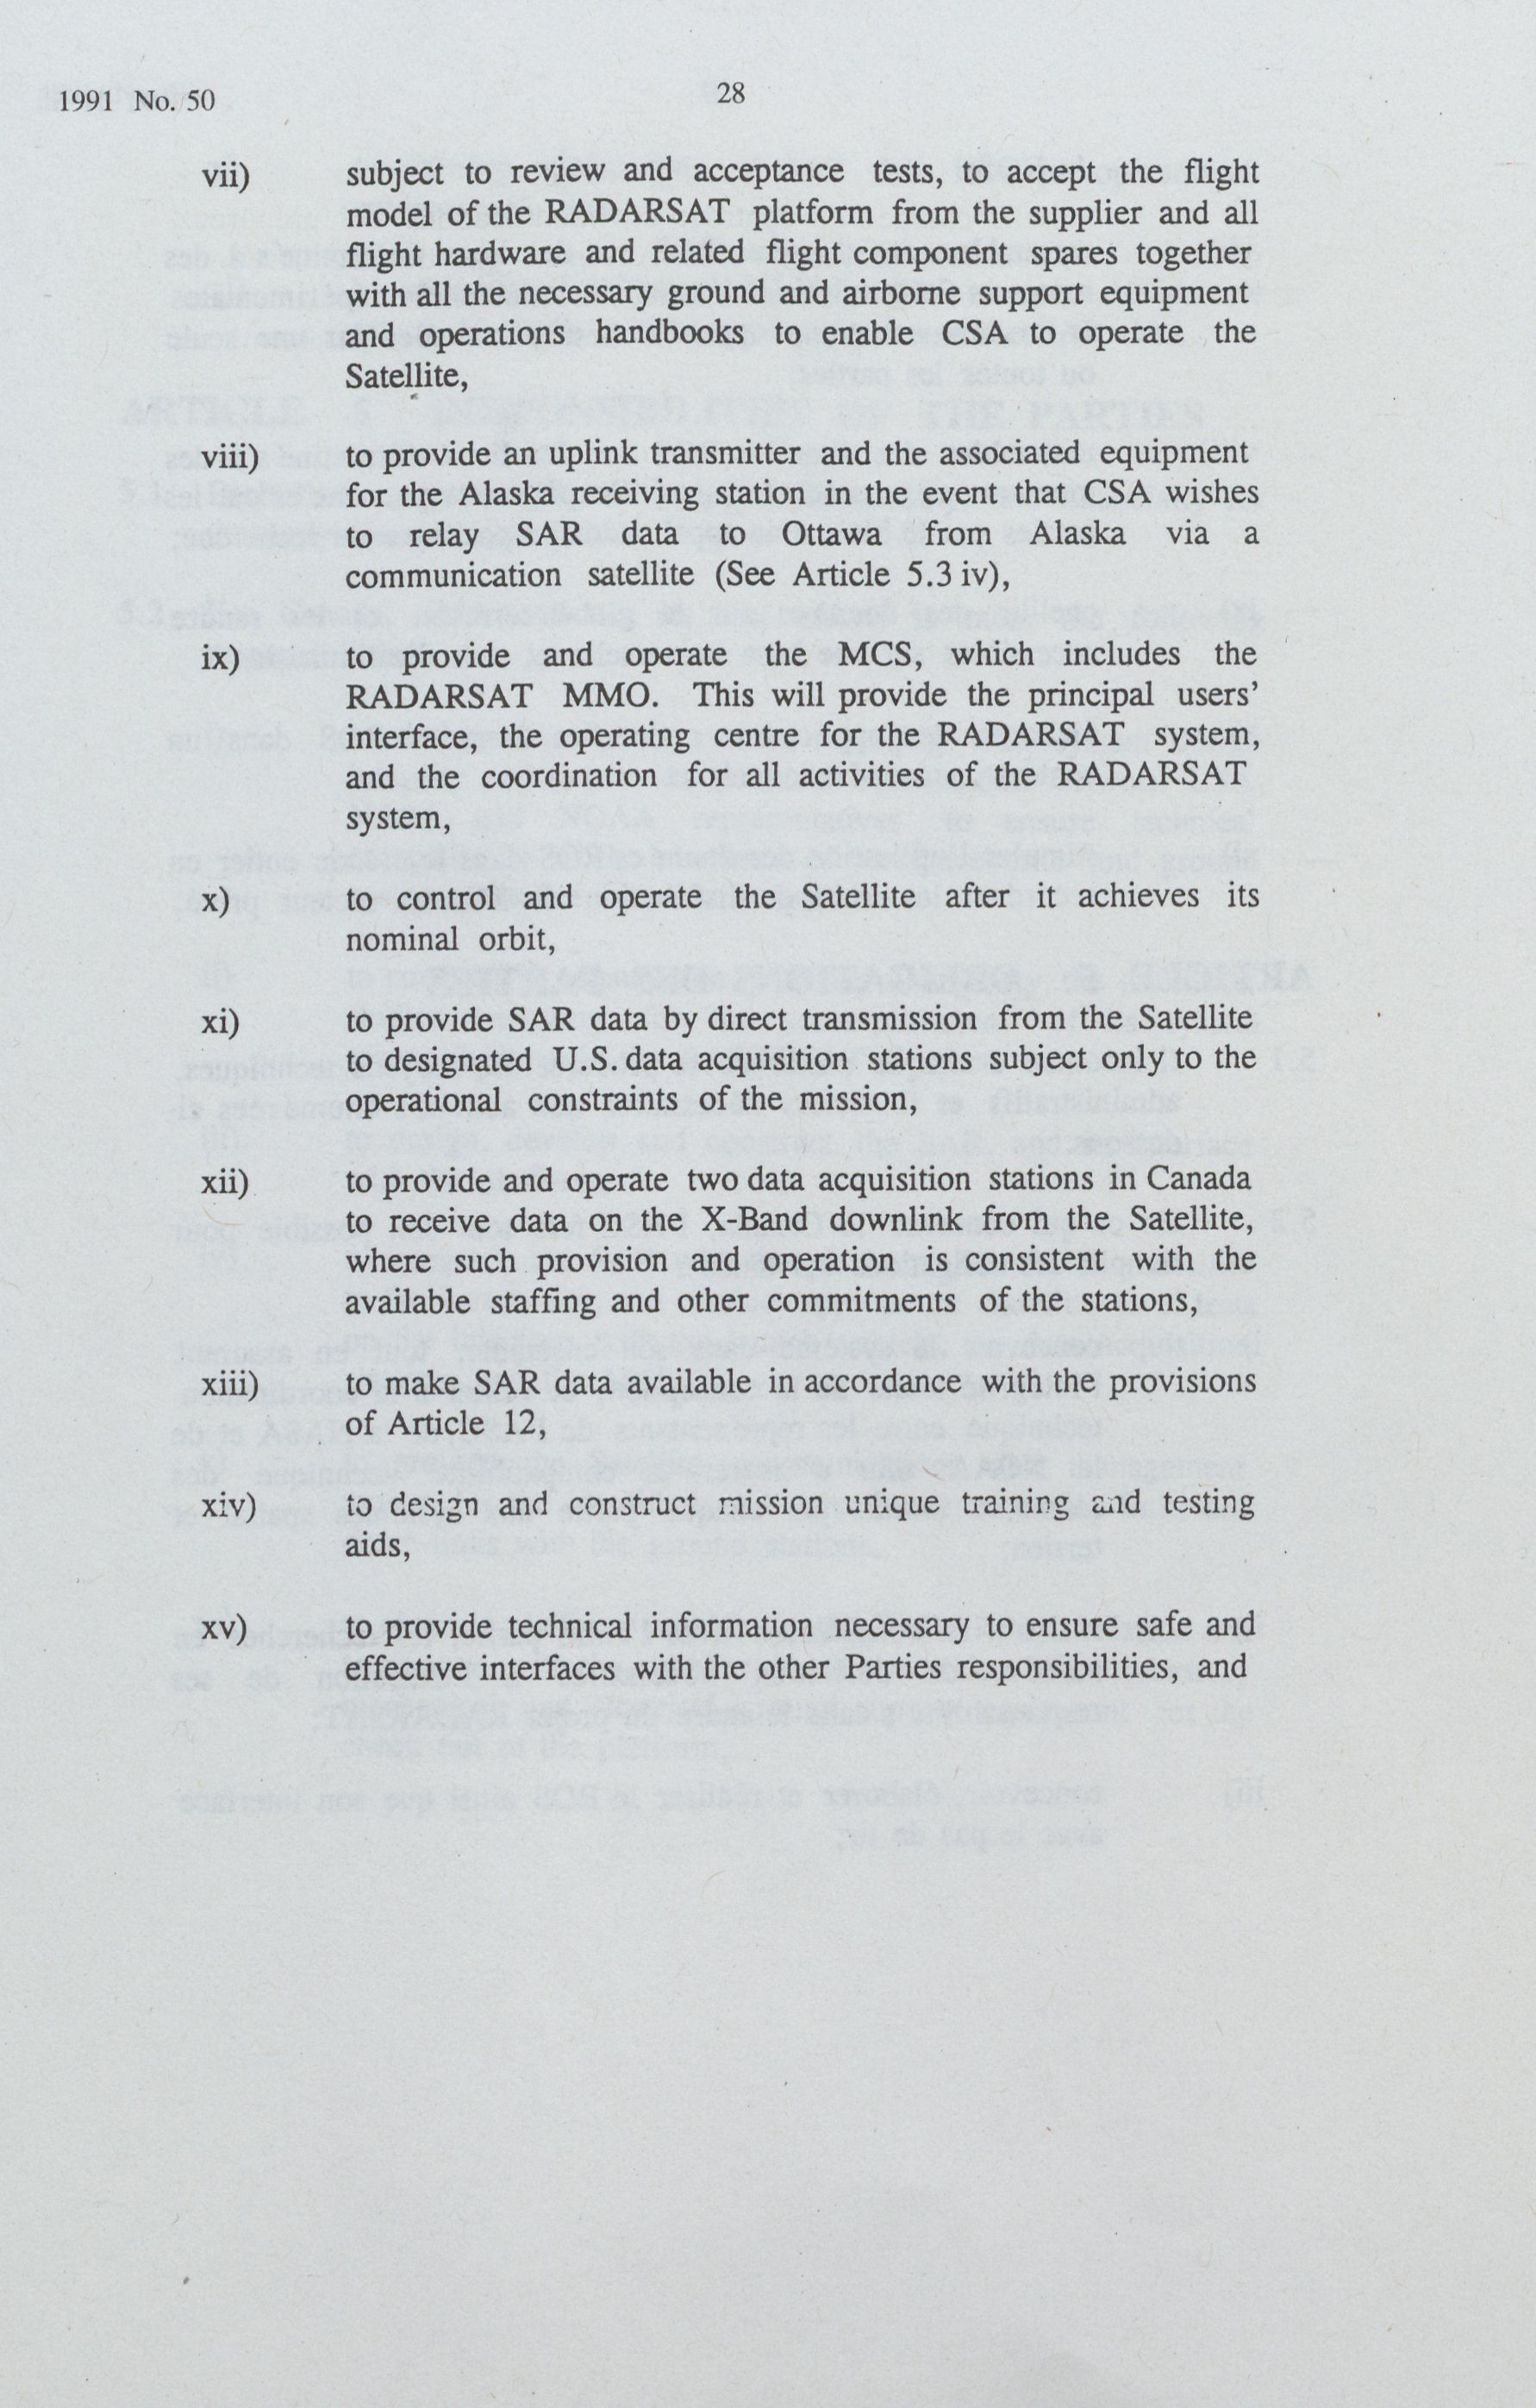 1991 No. 50
28
vii) subject to review and acceptance tests, to accept the flight
model of the RADARSAT platform from the supplier and all
flight hardware and related flight component spares together
with all the necessary ground and airborne support equipment
and operations handbooks to enable CSA to operate the
Satellite,
viii) to provide an uplink transmitter and the associated equipment
for the Alaska receiving station in the event that CSA wishes
to relay SAR data to Ottawa from Alaska via a
communication satellite (See Article 5.3 iv),
ix) to provide and operate the MCS, which includes the
RADARSAT MMO. This will provide the principal users'
interface, the operating centre for the RADARSAT system,
and the coordination for all activities of the RADARSAT
system,
x) to control and operate the Satellite after it achieves its
nominal orbit,
xi) to provide SAR data by direct transmission from the Satellite
to designated U.S. data acquisition stations subject only to the
operational constraints of the mission,
xii) to provide and operate two data acquisition stations in Canada
to receive data on the X-Band downlink from the Satellite,
where such provision and operation is consistent with the
available staffing and other commitments of the stations,
xiii) to make SAR data available in accordance with the provisions
of Article 12,
xiv) to design and construct mission unique training and testing
aids,
xv) to provide technical information necessary to ensure safe and
effective interfaces with the other Parties responsibilities, and